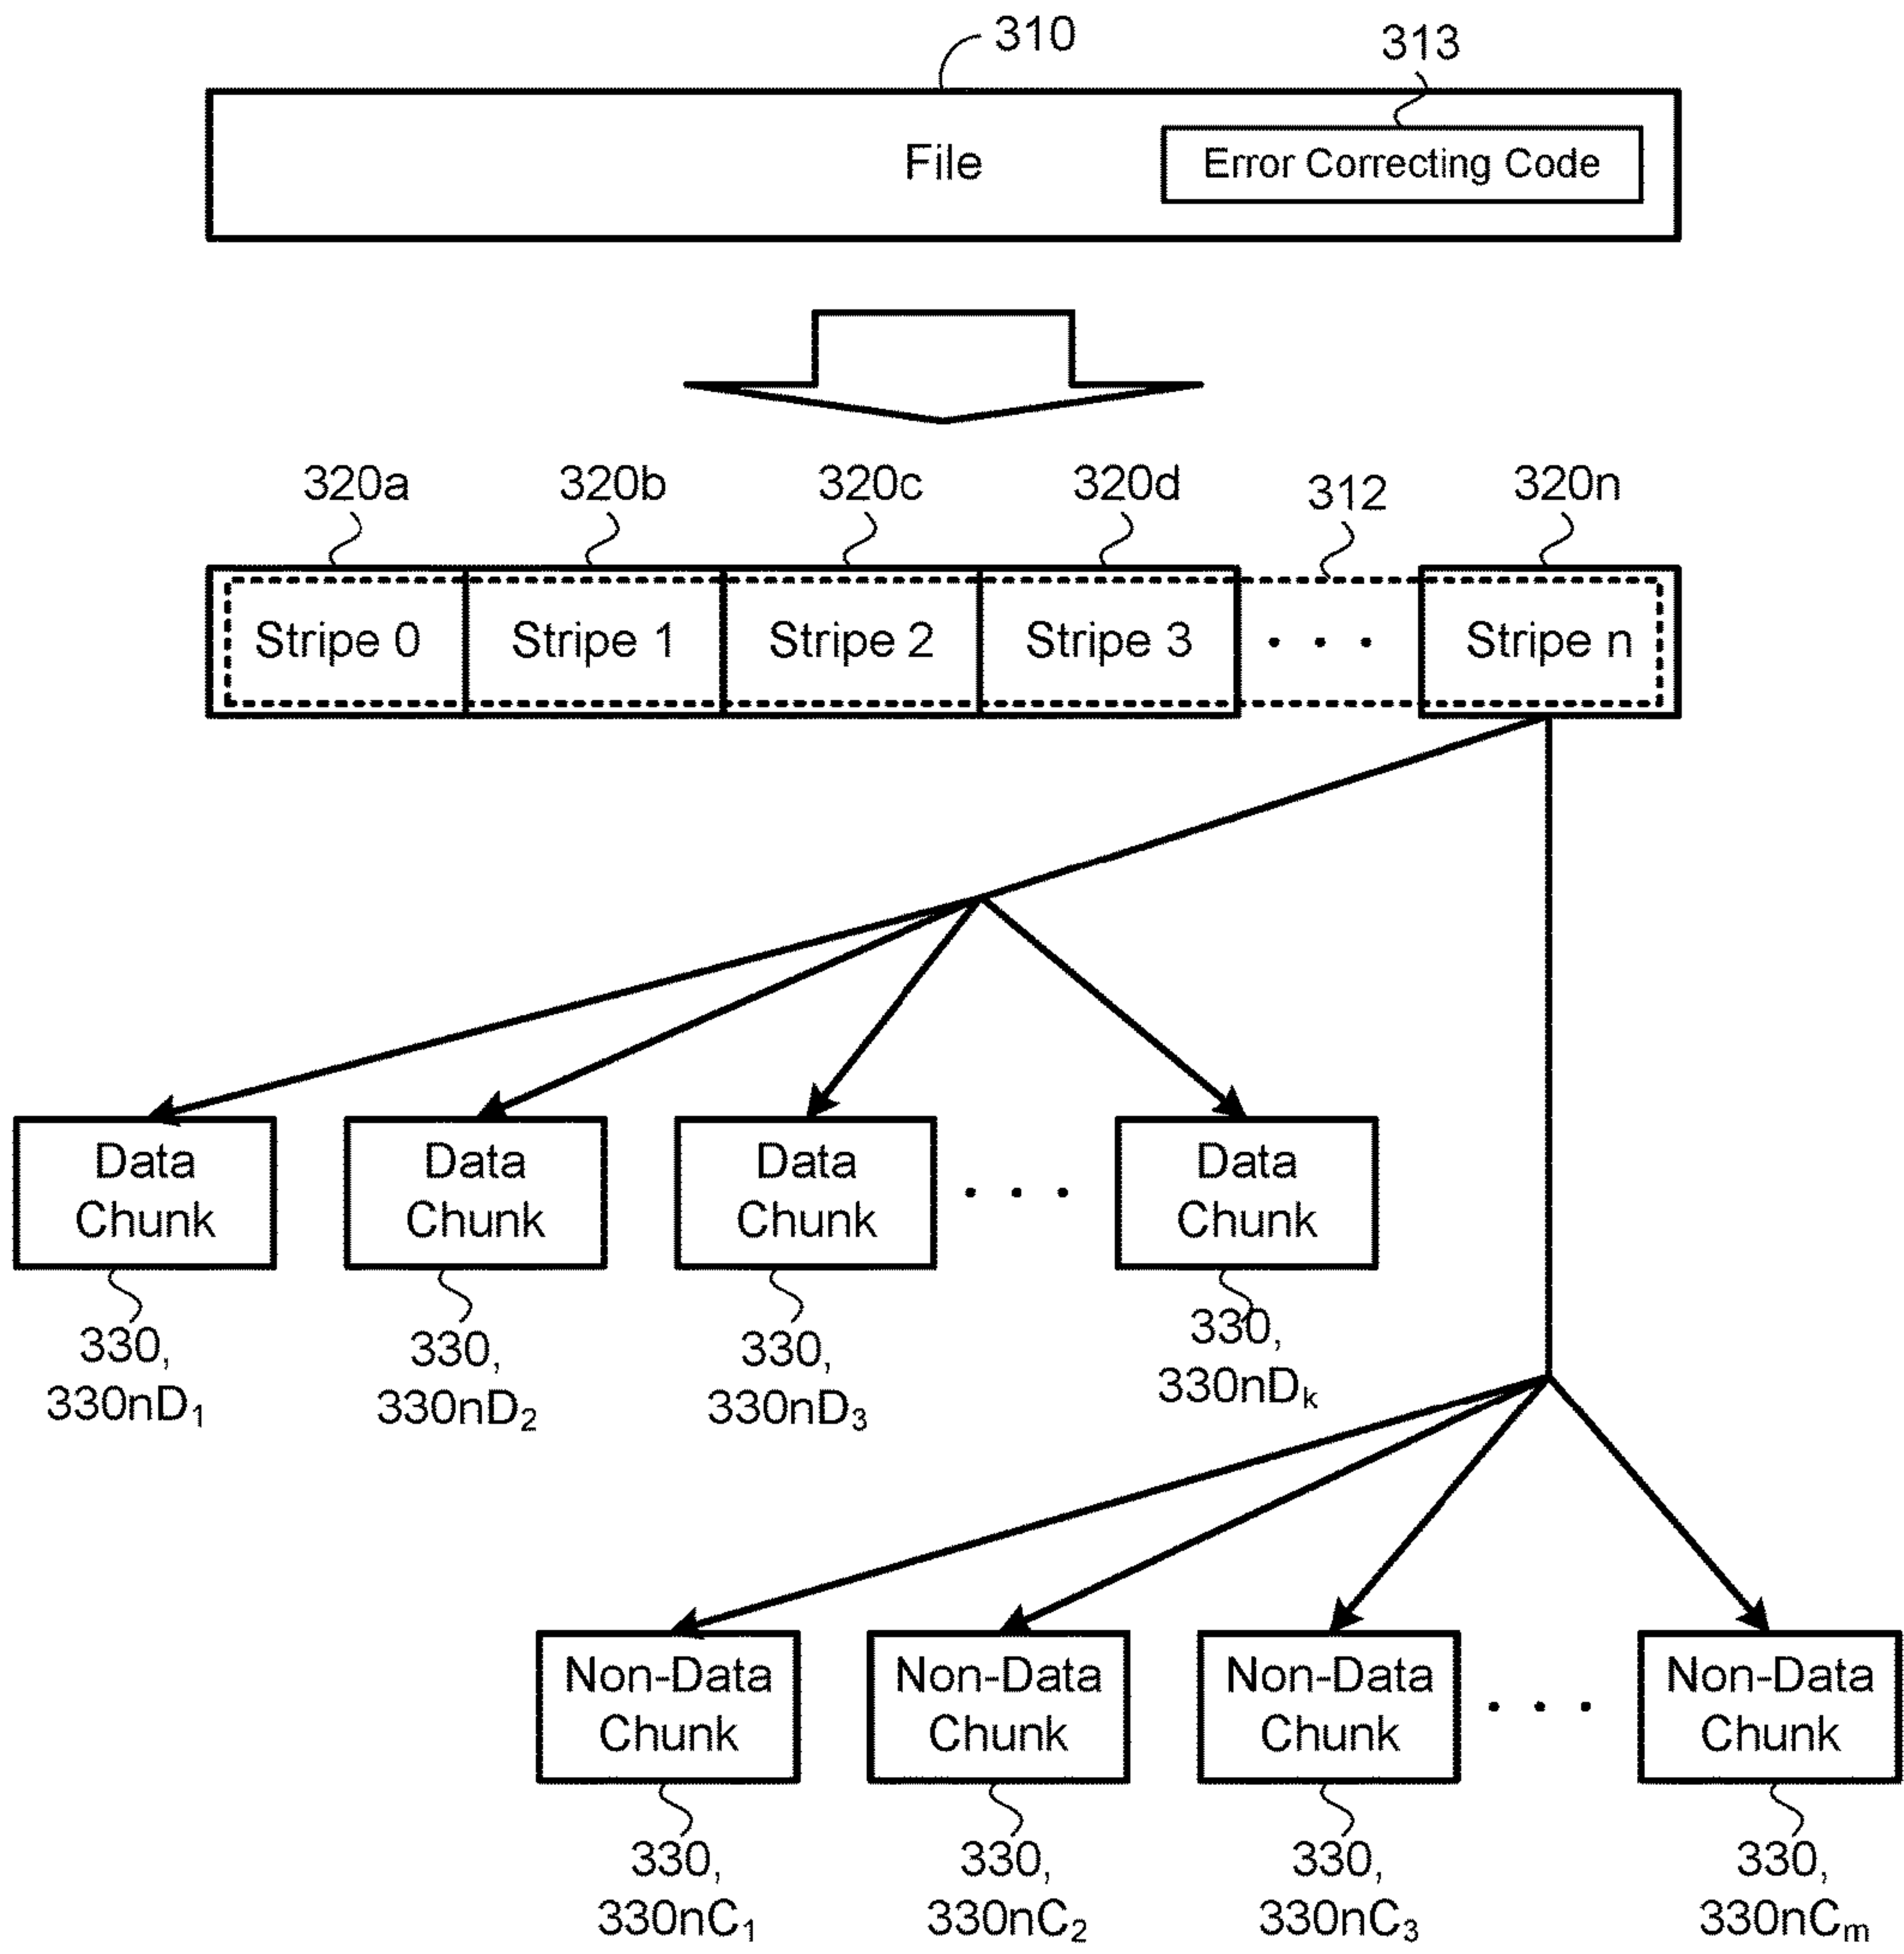 310
313
File
Error Correcting Code
320a
320b
320c
320d
312
320n
Stripe 0
Stripe 1
Stripe 2
Stripe 3
. . .
Stripe n
Data
Chunk
Data
Chunk
Data
Chunk
. . .
Data
Chunk
330,
330nD₁
330,
330nD₂
330,
330nD₃
330,
330nDₖ
Non-Data
Chunk
Non-Data
Chunk
Non-Data
Chunk
. . .
Non-Data
Chunk
330,
330nC₁
330,
330nC₂
330,
330nC₃
330,
330nCₘ